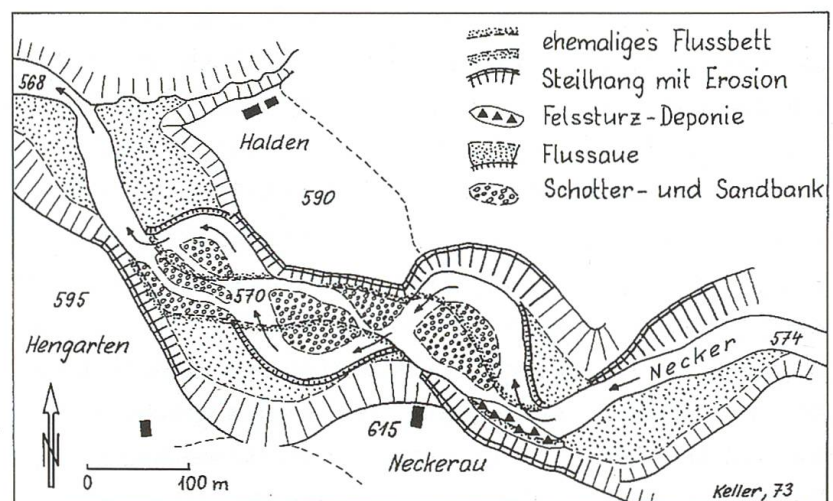 ehemaliges Flussbett
Steilhang mit Erosion
Felssturz-Deponie
Flussaue
Schotter- und Sandbank
568
Halden
590
595
570
Hengarten
Necker
574
615
Neckerau
N
0 100 m
Keller, 73